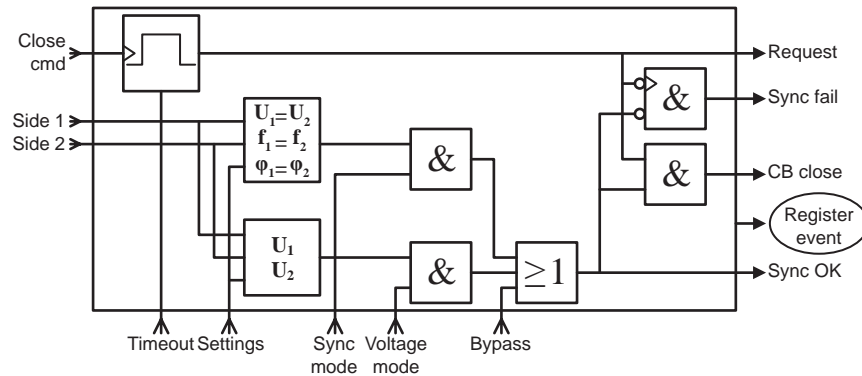 Close
cmd
Request
Side 1
Side 2
U₁=U₂
f₁ = f₂
φ₁=φ₂
&
Sync fail
&
&
CB close
Register
event
U₁
U₂
&
≥1
Sync OK
Timeout
Settings
Sync
mode
Voltage
mode
Bypass